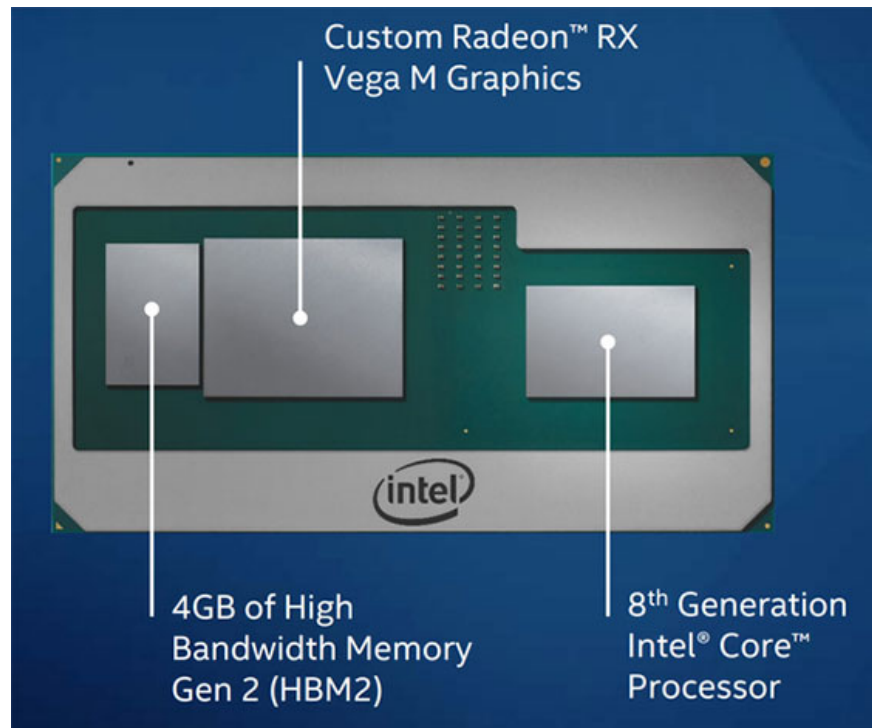 Custom Radeon™ RX
Vega M Graphics
intel
4GB of High
Bandwidth Memory
Gen 2 (HBM2)
8th Generation
Intel® Core™
Processor